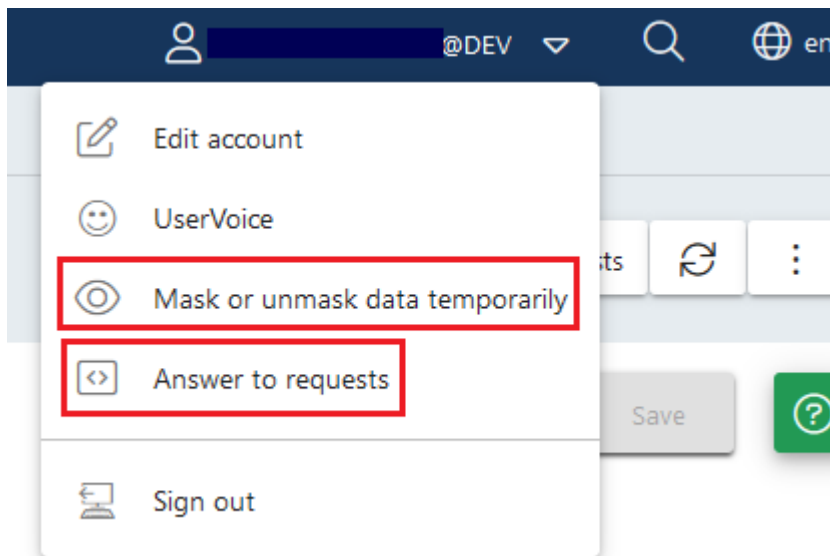 @DEV
en
Edit account
UserVoice
sts
Mask or unmask data temporarily
Answer to requests
Save
Sign out